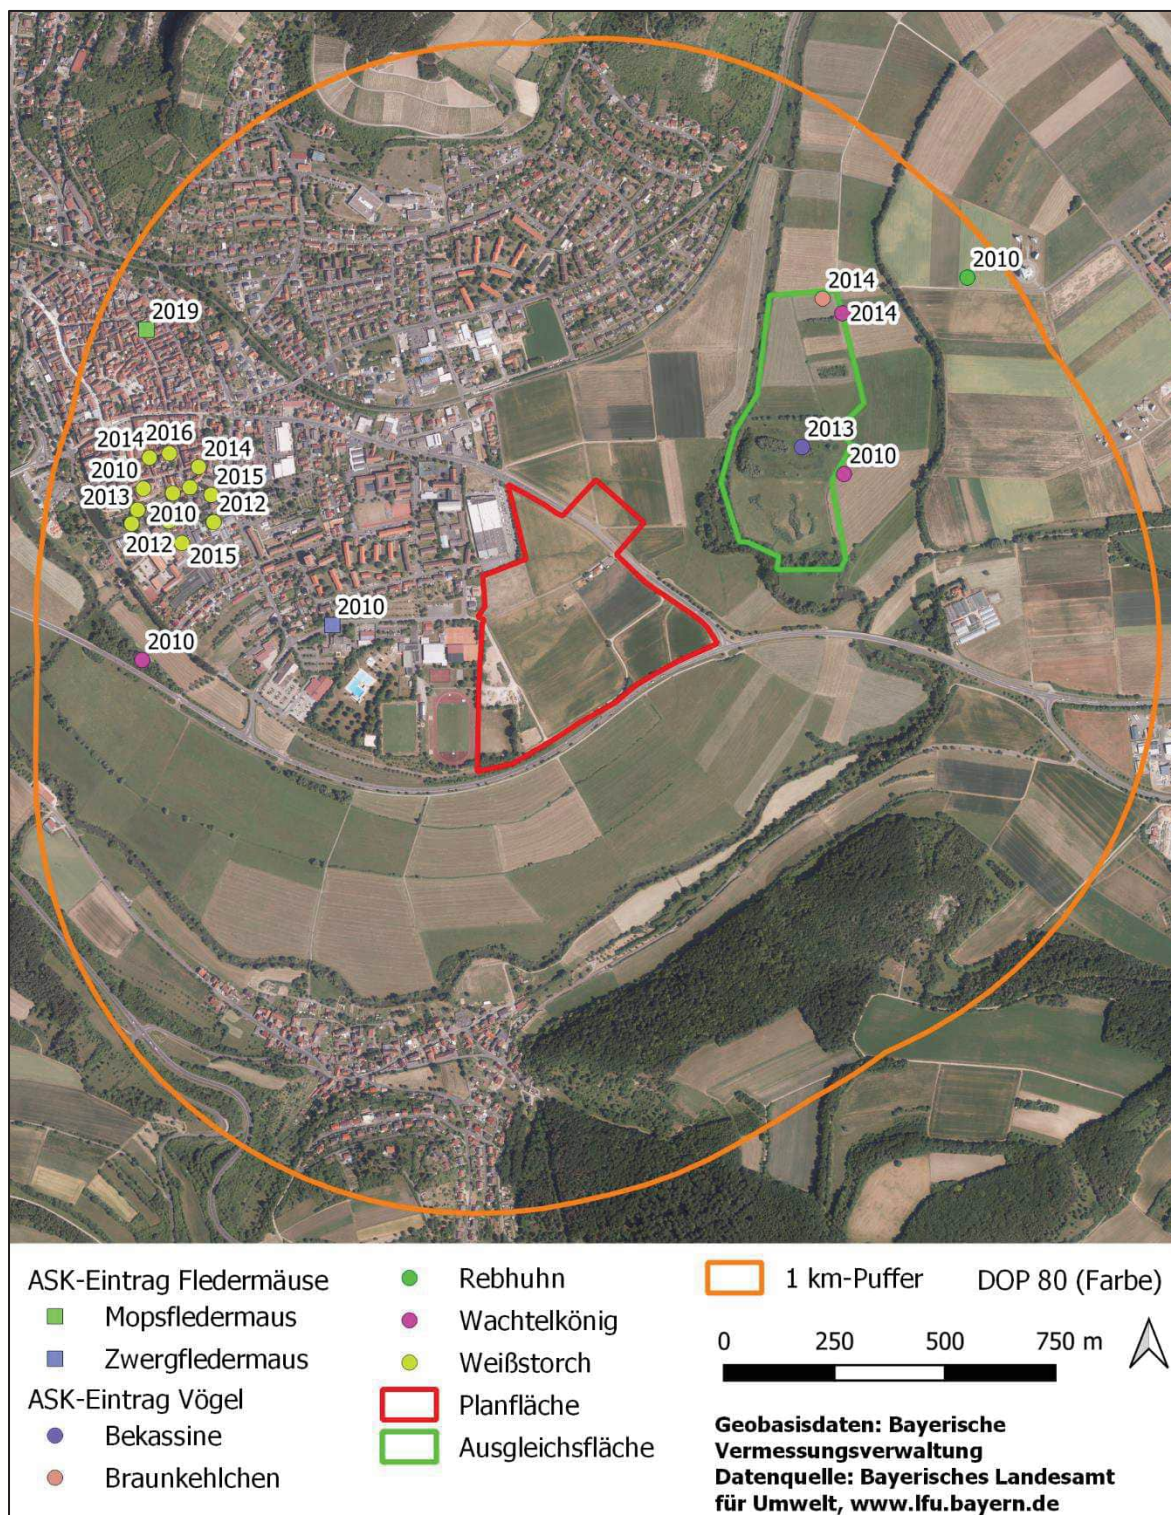 2010
2014
2014
2019
2016
2014
2014
2013
2010
2015
2010
2013
2010
2012
2012
2015
2010
2010
ASK-Eintrag Fledermäuse
Mopsfledermaus
Zwergfledermaus
ASK-Eintrag Vögel
Bekassine
Braunkehlchen
Rebhuhn
Wachtelkönig
Weißstorch
Planfläche
Ausgleichsfläche
1 km-Puffer
DOP 80 (Farbe)
0 250 500 750 m
Geobasisdaten: Bayerische
Vermessungsverwaltung
Datenquelle: Bayerisches Landesamt
für Umwelt, www.lfu.bayern.de